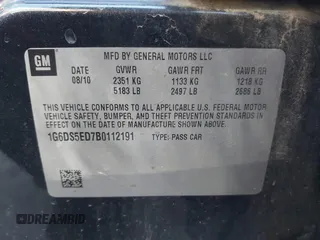 GM
MFD BY GENERAL MOTORS LLC
DATE GVWR GAWR FRT GAWR RR
08/10 2351 KG 1133 KG 1218 KG
5183 LB 2497 LB 2686 LB
THIS VEHICLE CONFORMS TO ALL APPLICABLE U.S. FEDERAL MOTOR
VEHICLE SAFETY, BUMPER, AND THEFT PREVENTION STANDARDS IN
EFFECT ON THE DATE OF MANUFACTURE SHOWN ABOVE.
1G6DS5ED7B0112191 TYPE: PASS CAR
DREAMBID